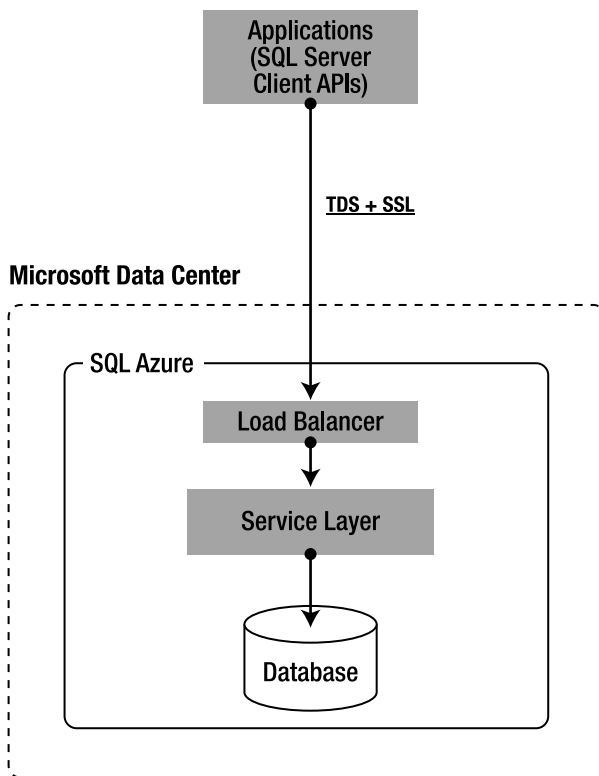 Applications
(SQL Server
Client APIs)
TDS + SSL
Microsoft Data Center
SQL Azure
Load Balancer
Service Layer
Database